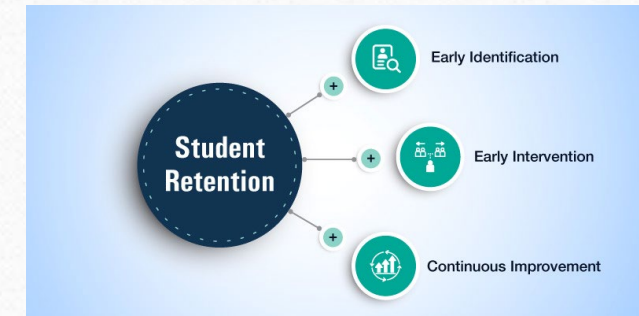 Student
Retention
+
Early Identification
+
Early Intervention
+
Continuous Improvement